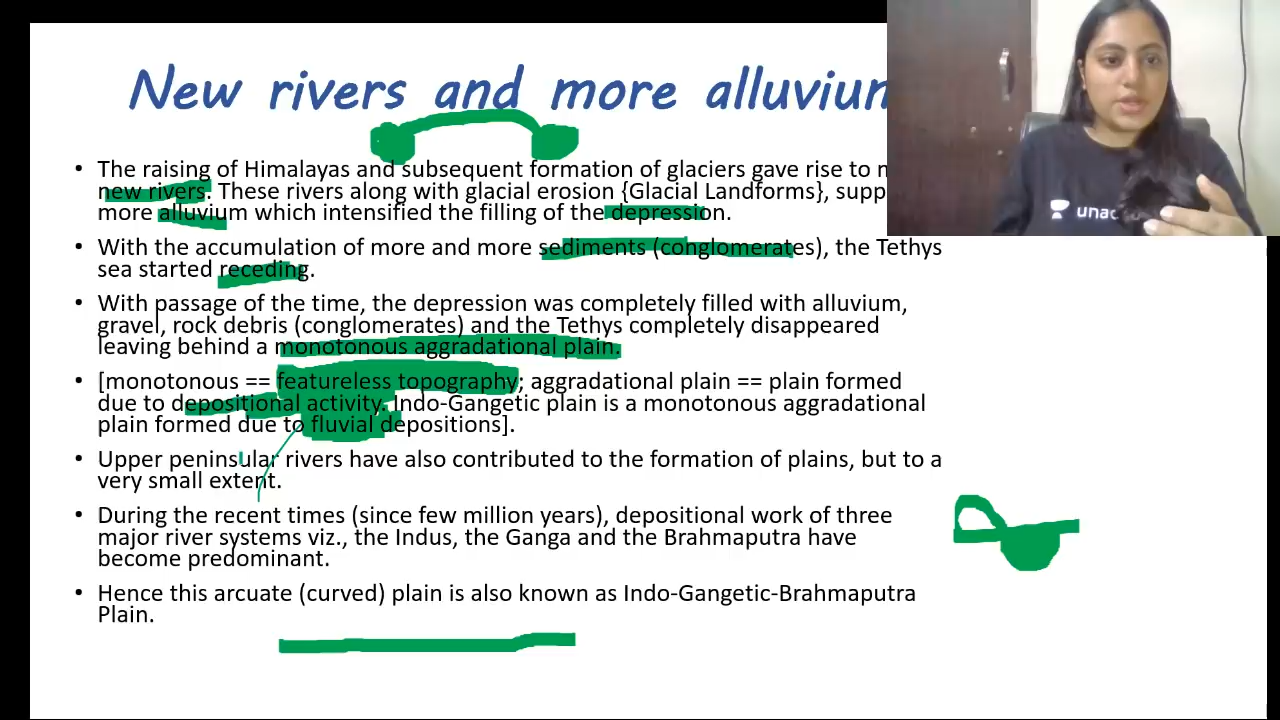 New rivers and more alluvium
• The raising of Himalayas and subsequent formation of glaciers gave rise to
new rivers. These rivers along with glacial erosion {Glacial Landforms},
more alluvium which intensified the filling of the depression.
• With the accumulation of more and more sediments (conglomerates), the Tethys
sea started receding.
• With passage of the time, the depression was completely filled with alluvium,
gravel, rock debris (conglomerates) and the Tethys completely disappeared
leaving behind a monotonous aggradational plain.
• [monotonous == featureless topography; aggradational plain == plain formed
due to depositional activity. Indo-Gangetic plain is a monotonous aggradational
plain formed due to fluvial depositions].
• Upper peninsular rivers have also contributed to the formation of plains, but to a
very small extent.
• During the recent times (since few million years), depositional work of three
major river systems viz., the Indus, the Ganga and the Brahmaputra have
become predominant.
• Hence this arcuate (curved) plain is also known as Indo-Gangetic-Brahmaputra
Plain.